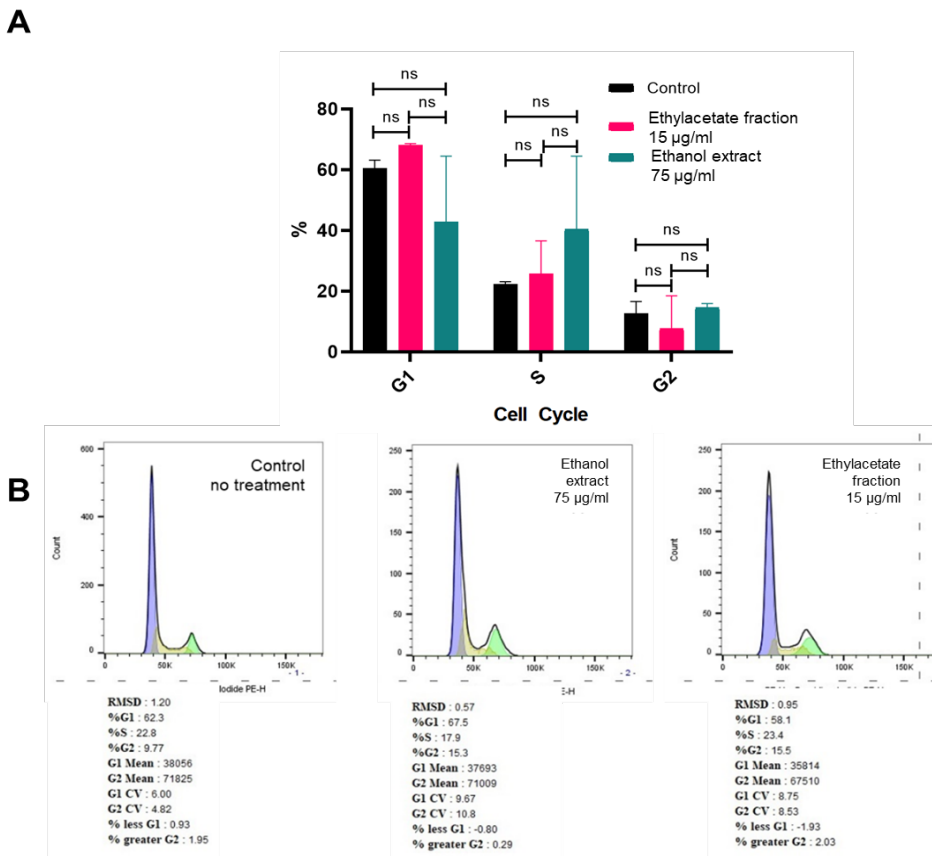 A
ns
ns
ns
ns
ns
ns
ns
ns
ns
Control
Ethylacetate fraction
15 µg/ml
Ethanol extract
75 µg/ml
80
60
40
20
0
%
G1
S
G2
Cell Cycle
B
600
400
200
0
Count
0
50K
100K
150K
Control
no treatment
- 1 -
Iodide PE-H
250
200
150
100
50
0
0
50K
100K
150K
Ethanol
extract
75 µg/ml
- 2 -
E-H
250
200
150
100
50
0
Count
0
50K
100K
150K
Ethylacetate
fraction
15 µg/ml
RMSD : 1.20
%G1 : 62.3
%S : 22.8
%G2 : 9.77
G1 Mean : 38056
G2 Mean : 71825
G1 CV : 6.00
G2 CV : 4.82
% less G1 : 0.93
% greater G2 : 1.95
RMSD : 0.57
%G1 : 67.5
%S : 17.9
%G2 : 15.3
G1 Mean : 37693
G2 Mean : 71009
G1 CV : 9.67
G2 CV : 10.8
% less G1 : -0.80
% greater G2 : 0.29
RMSD : 0.95
%G1 : 58.1
%S : 23.4
%G2 : 15.5
G1 Mean : 35814
G2 Mean : 67510
G1 CV : 8.75
G2 CV : 8.53
% less G1 : -1.93
% greater G2 : 2.03